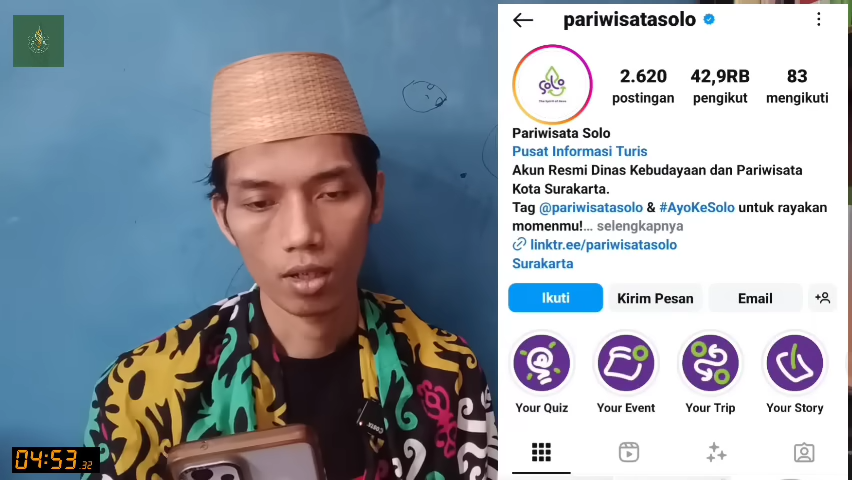 pariwisatasolo
2.620 42,9RB 83
postingan pengikut mengikuti
solo
Pariwisata Solo
Pusat Informasi Turis
Akun Resmi Dinas Kebudayaan dan Pariwisata
Kota Surakarta.
Tag @pariwisatasolo & #AyoKeSolo untuk rayakan
momenmu!... selengkapnya
linktr.ee/pariwisatasolo
Surakarta
Ikuti Kirim Pesan Email
Your Quiz Your Event Your Trip Your Story
04:53.32